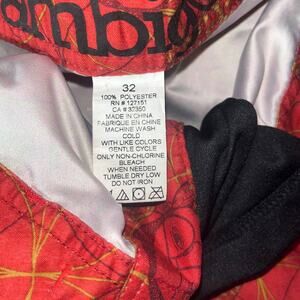 ambig
32
100% POLYESTER
RN # 127151
CA # 37350
MADE IN CHINA
FABRIQUE EN CHINE
MACHINE WASH
COLD
WITH LIKE COLORS
GENTLE CYCLE
ONLY NON-CHLORINE
BLEACH
WHEN NEEDED
TUMBLE DRY LOW
DO NOT IRON